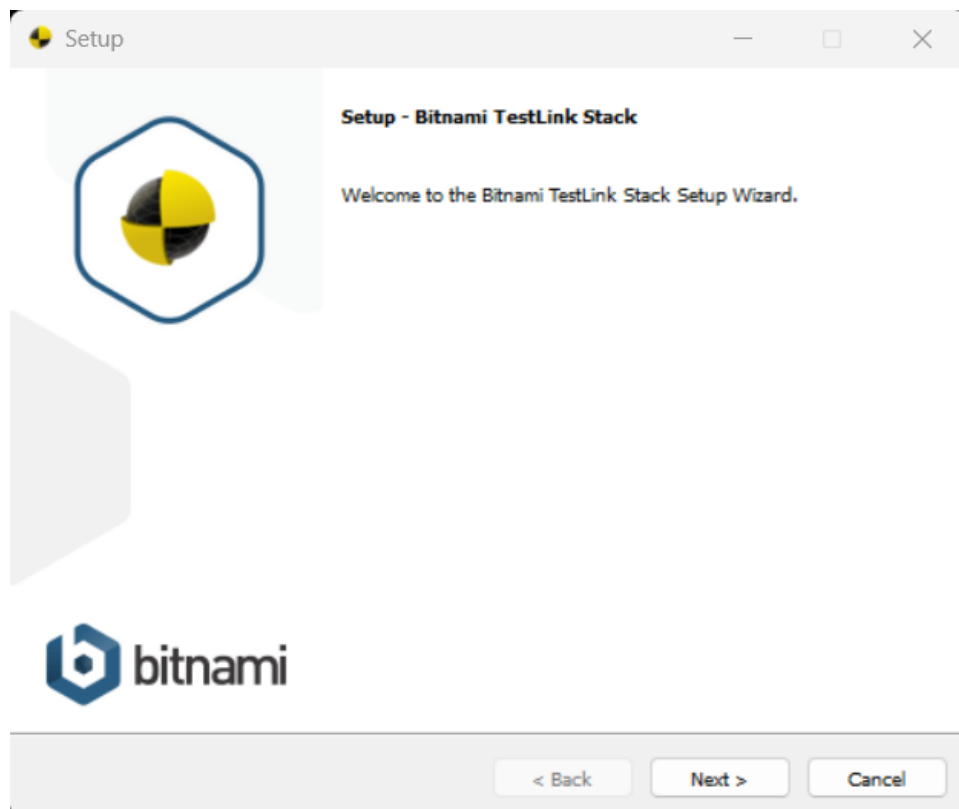 Setup
Setup - Bitnami TestLink Stack
Welcome to the Bitnami TestLink Stack Setup Wizard.
bitnami
< Back
Next >
Cancel